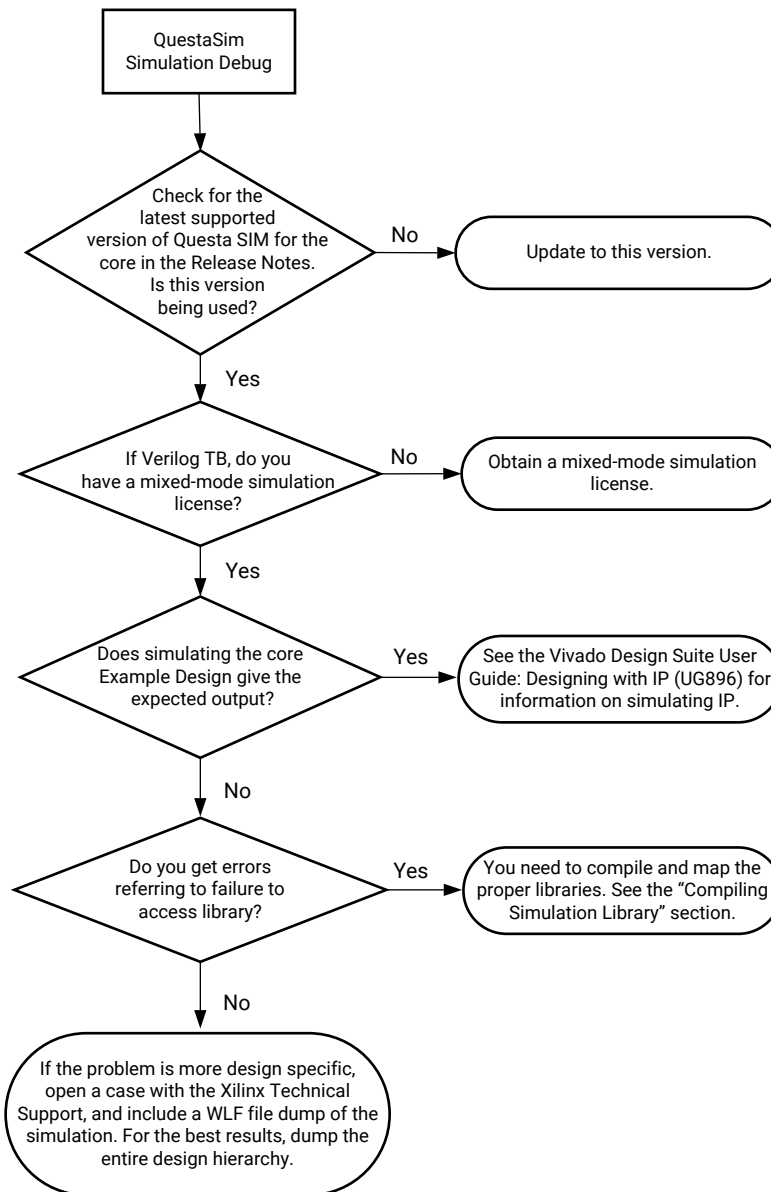 QuestaSim
Simulation Debug
Check for the
latest supported
version of Questa SIM for the
core in the Release Notes.
Is this version
being used?
No
Update to this version.
Yes
If Verilog TB, do you
have a mixed-mode simulation
license?
No
Obtain a mixed-mode simulation
license.
Yes
Does simulating the core
Example Design give the
expected output?
Yes
See the Vivado Design Suite User
Guide: Designing with IP (UG896) for
information on simulating IP.
No
Do you get errors
referring to failure to
access library?
Yes
You need to compile and map the
proper libraries. See the “Compiling
Simulation Library” section.
No
If the problem is more design specific,
open a case with the Xilinx Technical
Support, and include a WLF file dump of the
simulation. For the best results, dump the
entire design hierarchy.